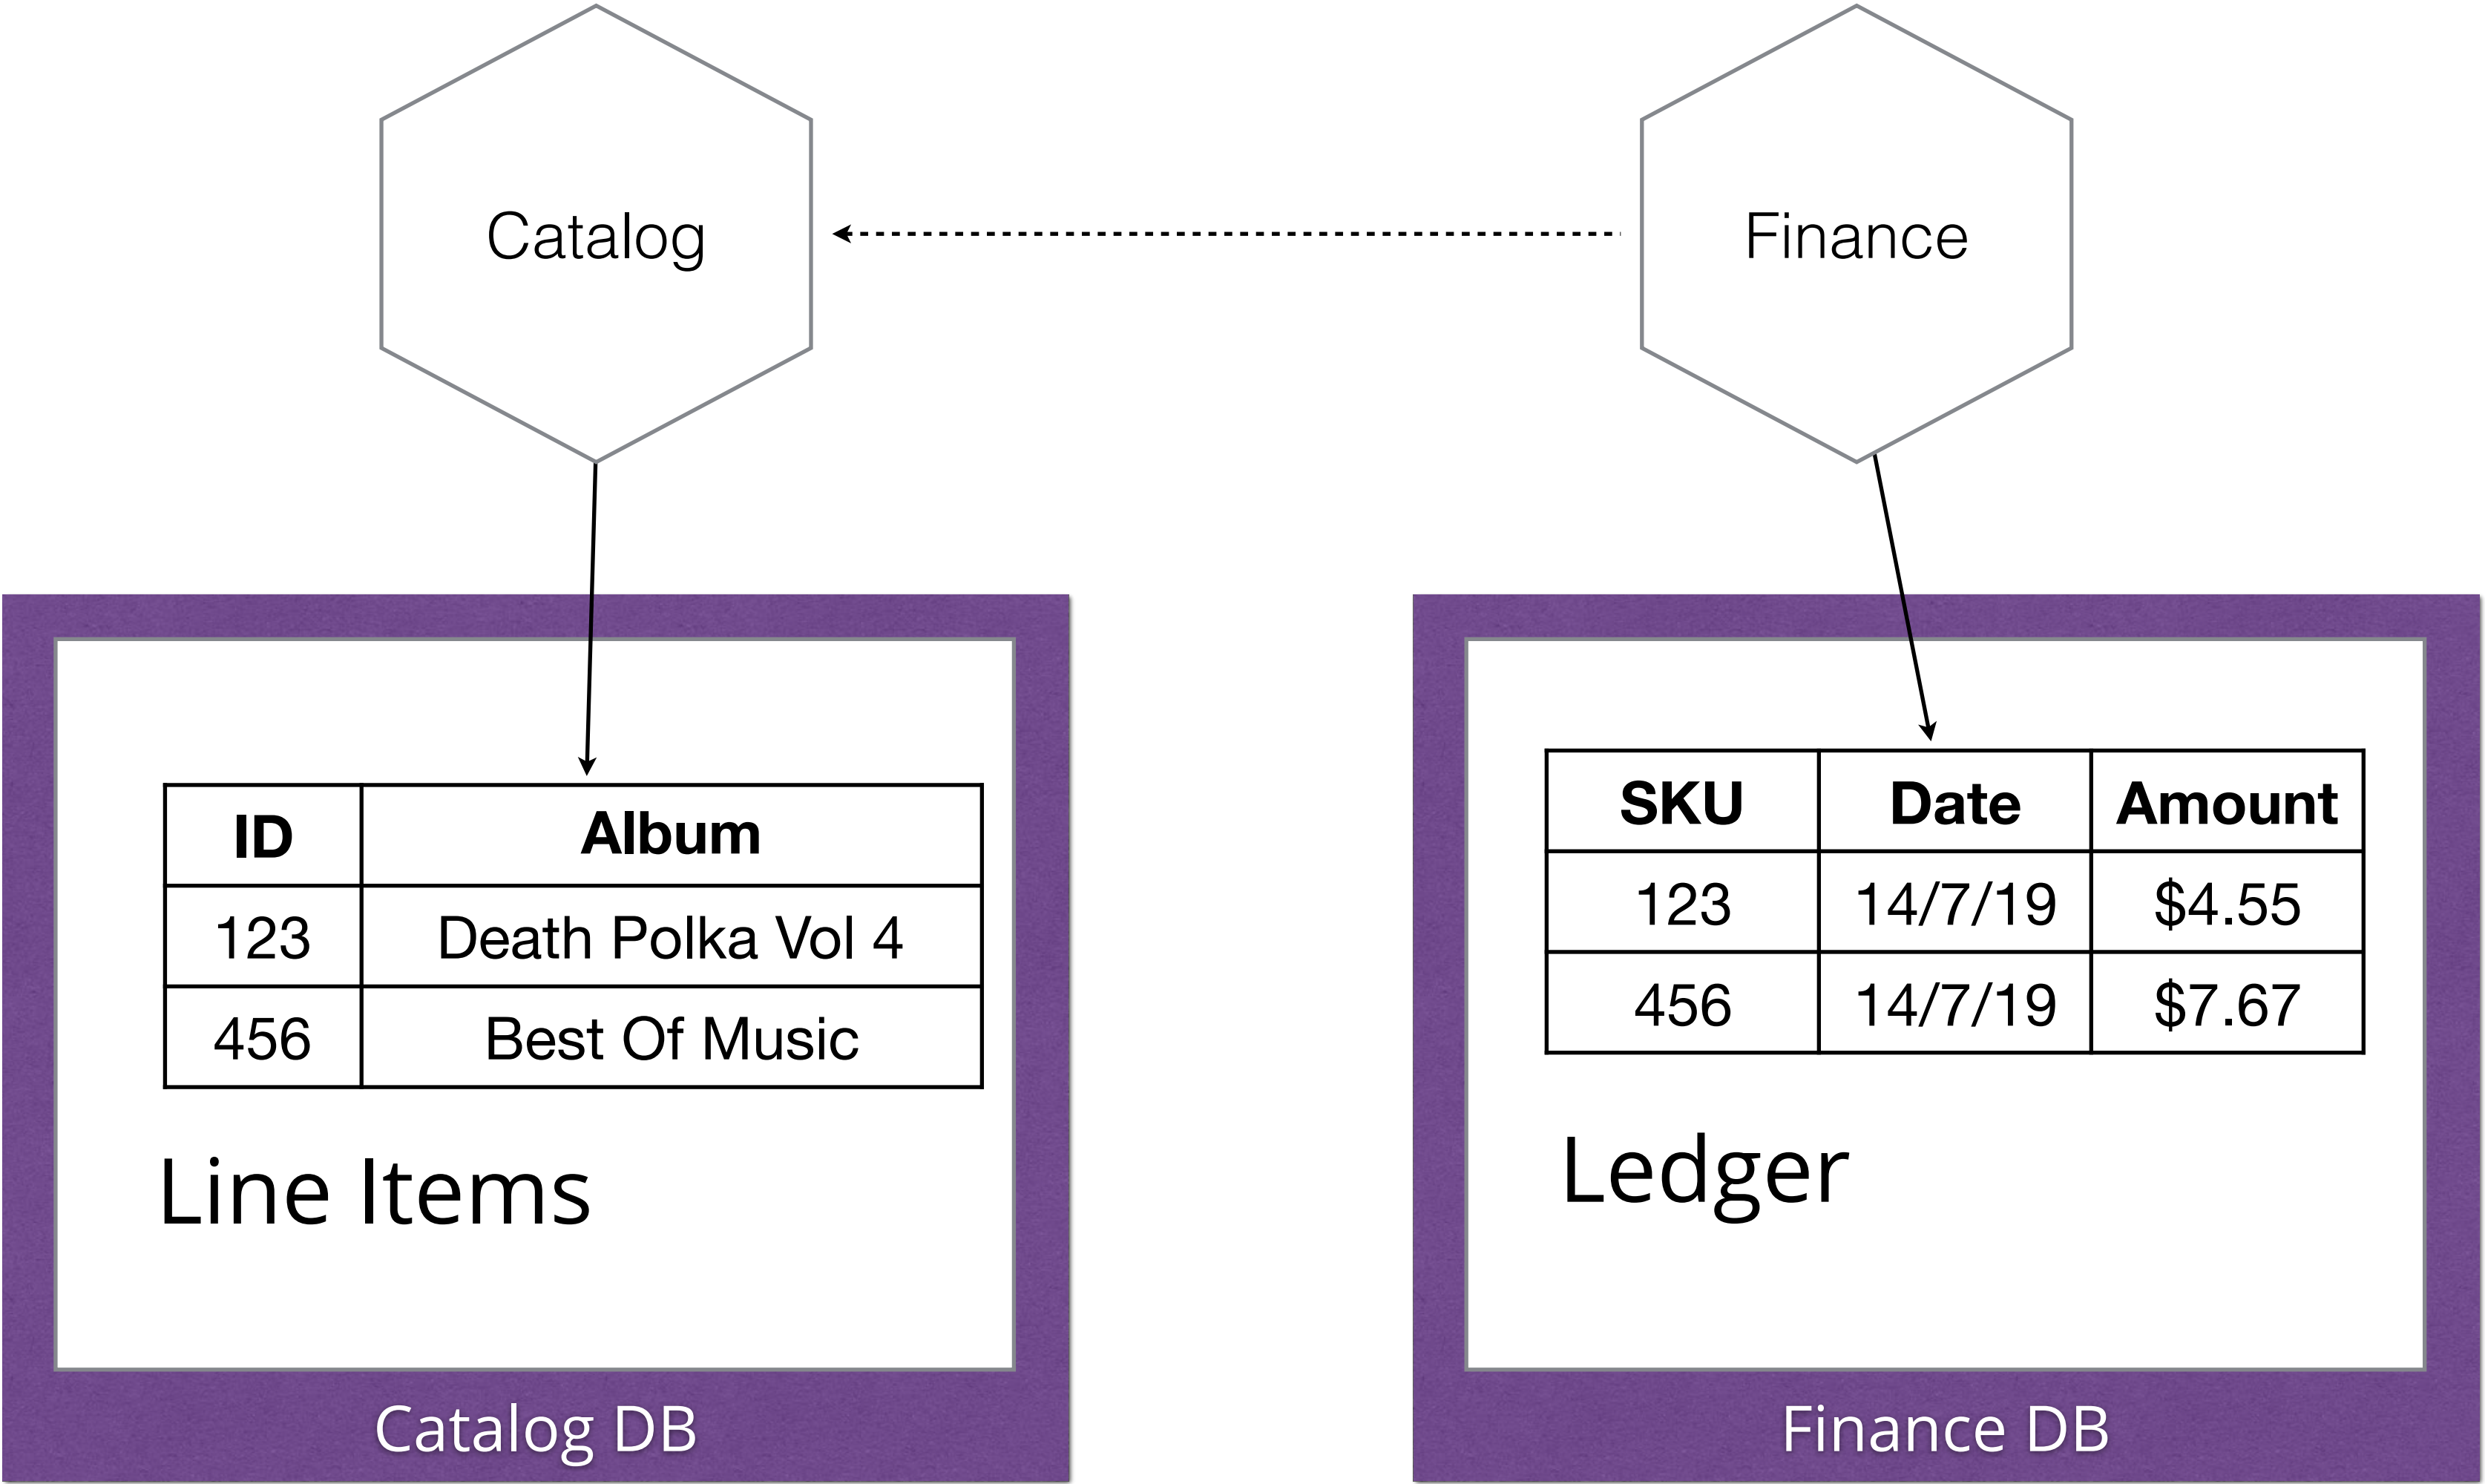 Catalog
Finance
ID Album
123 Death Polka Vol 4
456 Best Of Music
Line Items
Catalog DB
SKU Date Amount
123 14/7/19 $4.55
456 14/7/19 $7.67
Ledger
Finance DB